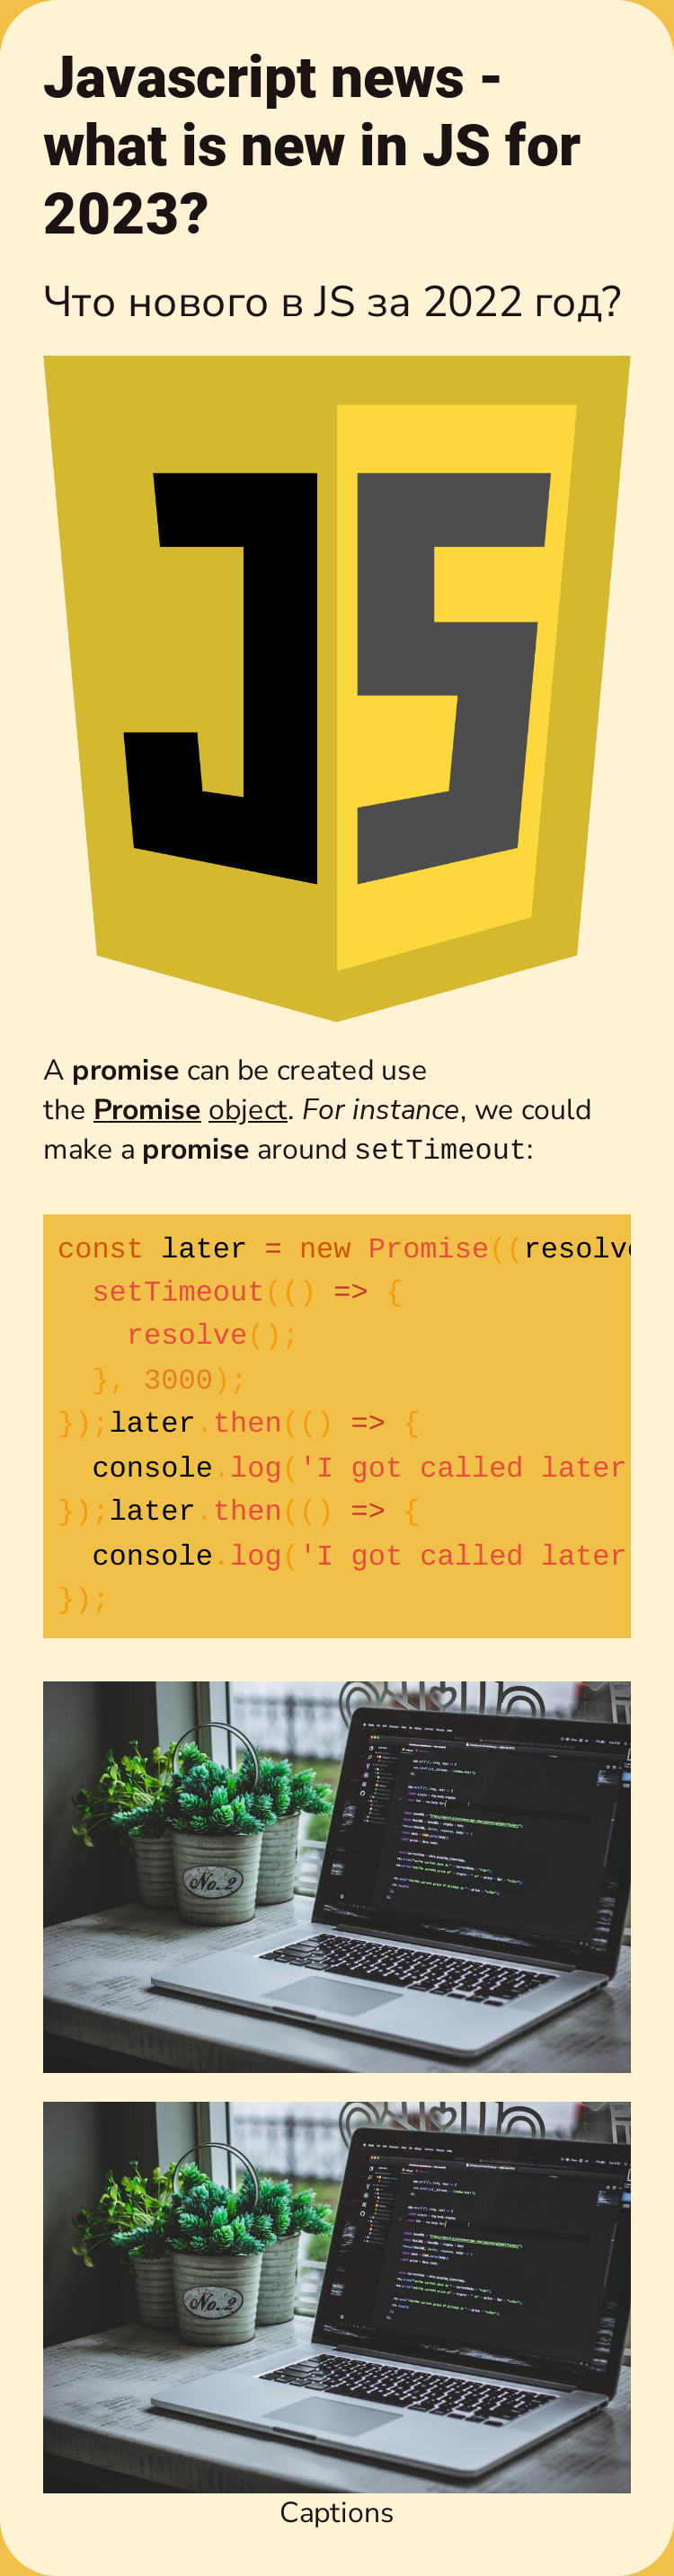 Javascript news -
what is new in JS for
2023?
Что нового в JS за 2022 год?
JS
A promise can be created use
the Promise object. For instance, we could
make a promise around setTimeout:
const later = new Promise((resolve
  setTimeout(() => {
    resolve();
  }, 3000);
});later.then(() => {
  console.log('I got called later
});later.then(() => {
  console.log('I got called later
});
No. 2
No. 2
Captions